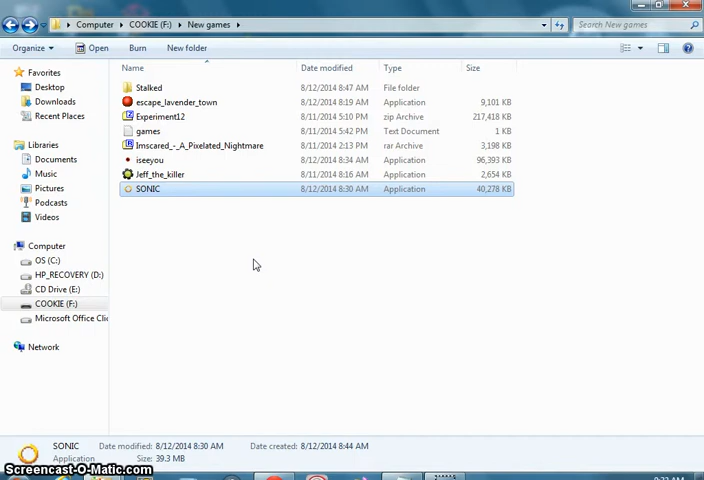 Computer ▸ COOKIE (F:) ▸ New games ▸
Search New games
Organize ▾ Open Burn New folder
Name Date modified Type Size
Stalked 8/12/2014 8:47 AM File folder
escape_lavender_town 8/12/2014 8:19 AM Application 9,101 KB
Experiment12 8/11/2014 5:10 PM zip Archive 217,418 KB
games 8/11/2014 5:42 PM Text Document 1 KB
Imscared_-_A_Pixelated_Nightmare 8/11/2014 2:13 PM rar Archive 3,198 KB
iseeyou 8/12/2014 8:34 AM Application 96,393 KB
Jeff_the_killer 8/11/2014 8:16 AM Application 2,654 KB
SONIC 8/12/2014 8:30 AM Application 40,278 KB
Favorites
Desktop
Downloads
Recent Places
Libraries
Documents
Music
Pictures
Podcasts
Videos
Computer
OS (C:)
HP_RECOVERY (D:)
CD Drive (E:)
COOKIE (F:)
Microsoft Office Clic
Network
SONIC Date modified: 8/12/2014 8:30 AM Date created: 8/12/2014 8:44 AM
Application Size: 39.3 MB
Screencast-O-Matic.com